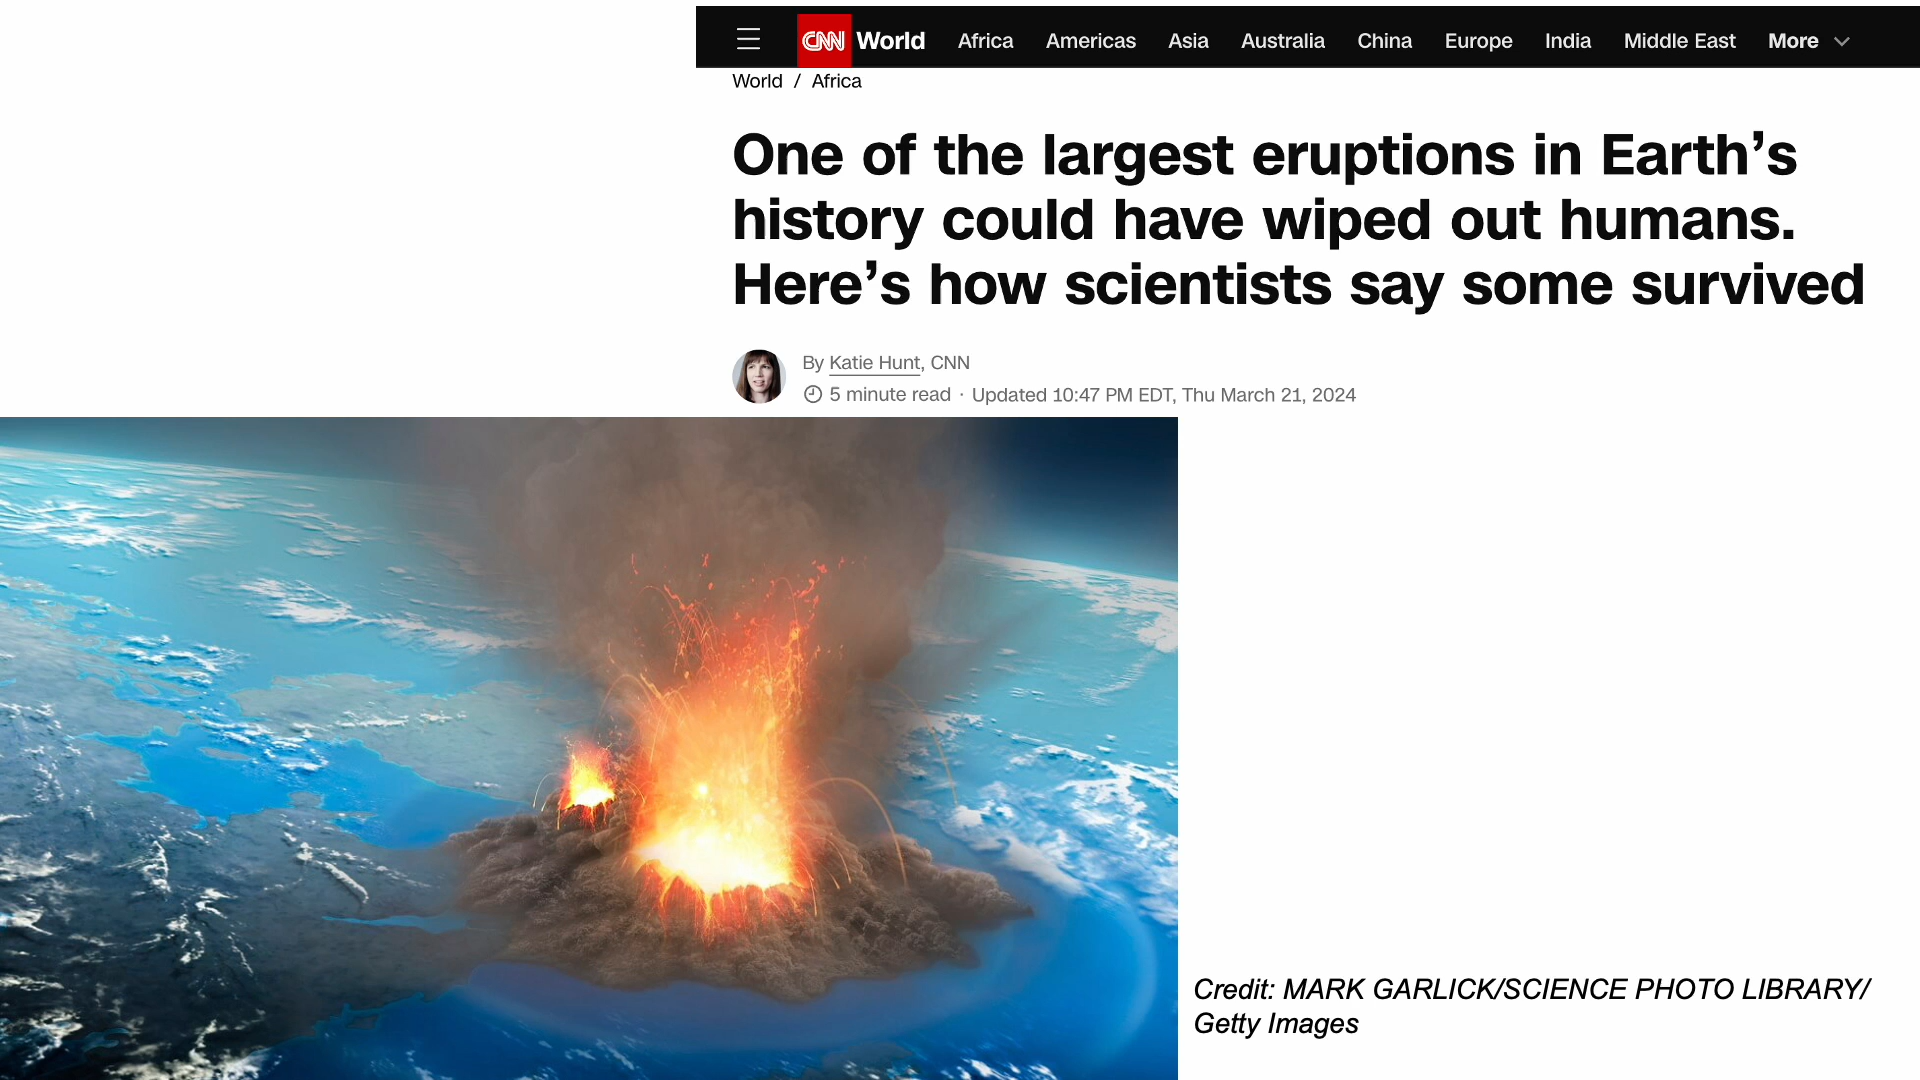 CNN World Africa Americas Asia Australia China Europe India Middle East More
World / Africa
One of the largest eruptions in Earth’s
history could have wiped out humans.
Here’s how scientists say some survived
By Katie Hunt, CNN
5 minute read · Updated 10:47 PM EDT, Thu March 21, 2024
Credit: MARK GARLICK/SCIENCE PHOTO LIBRARY/
Getty Images